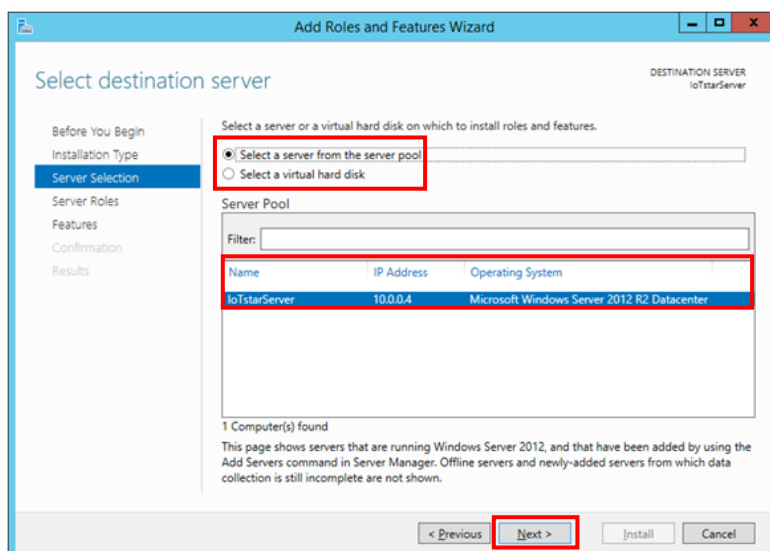 Add Roles and Features Wizard
Select destination server
DESTINATION SERVER
IoTstarServer
Before You Begin
Installation Type
Server Selection
Server Roles
Features
Confirmation
Results
Select a server or a virtual hard disk on which to install roles and features.
Select a server from the server pool
Select a virtual hard disk
Server Pool
Filter:
Name IP Address Operating System
IoTstarServer 10.0.0.4 Microsoft Windows Server 2012 R2 Datacenter
1 Computer(s) found
This page shows servers that are running Windows Server 2012, and that have been added by using the
Add Servers command in Server Manager. Offline servers and newly-added servers from which data
collection is still incomplete are not shown.
< Previous Next > Install Cancel